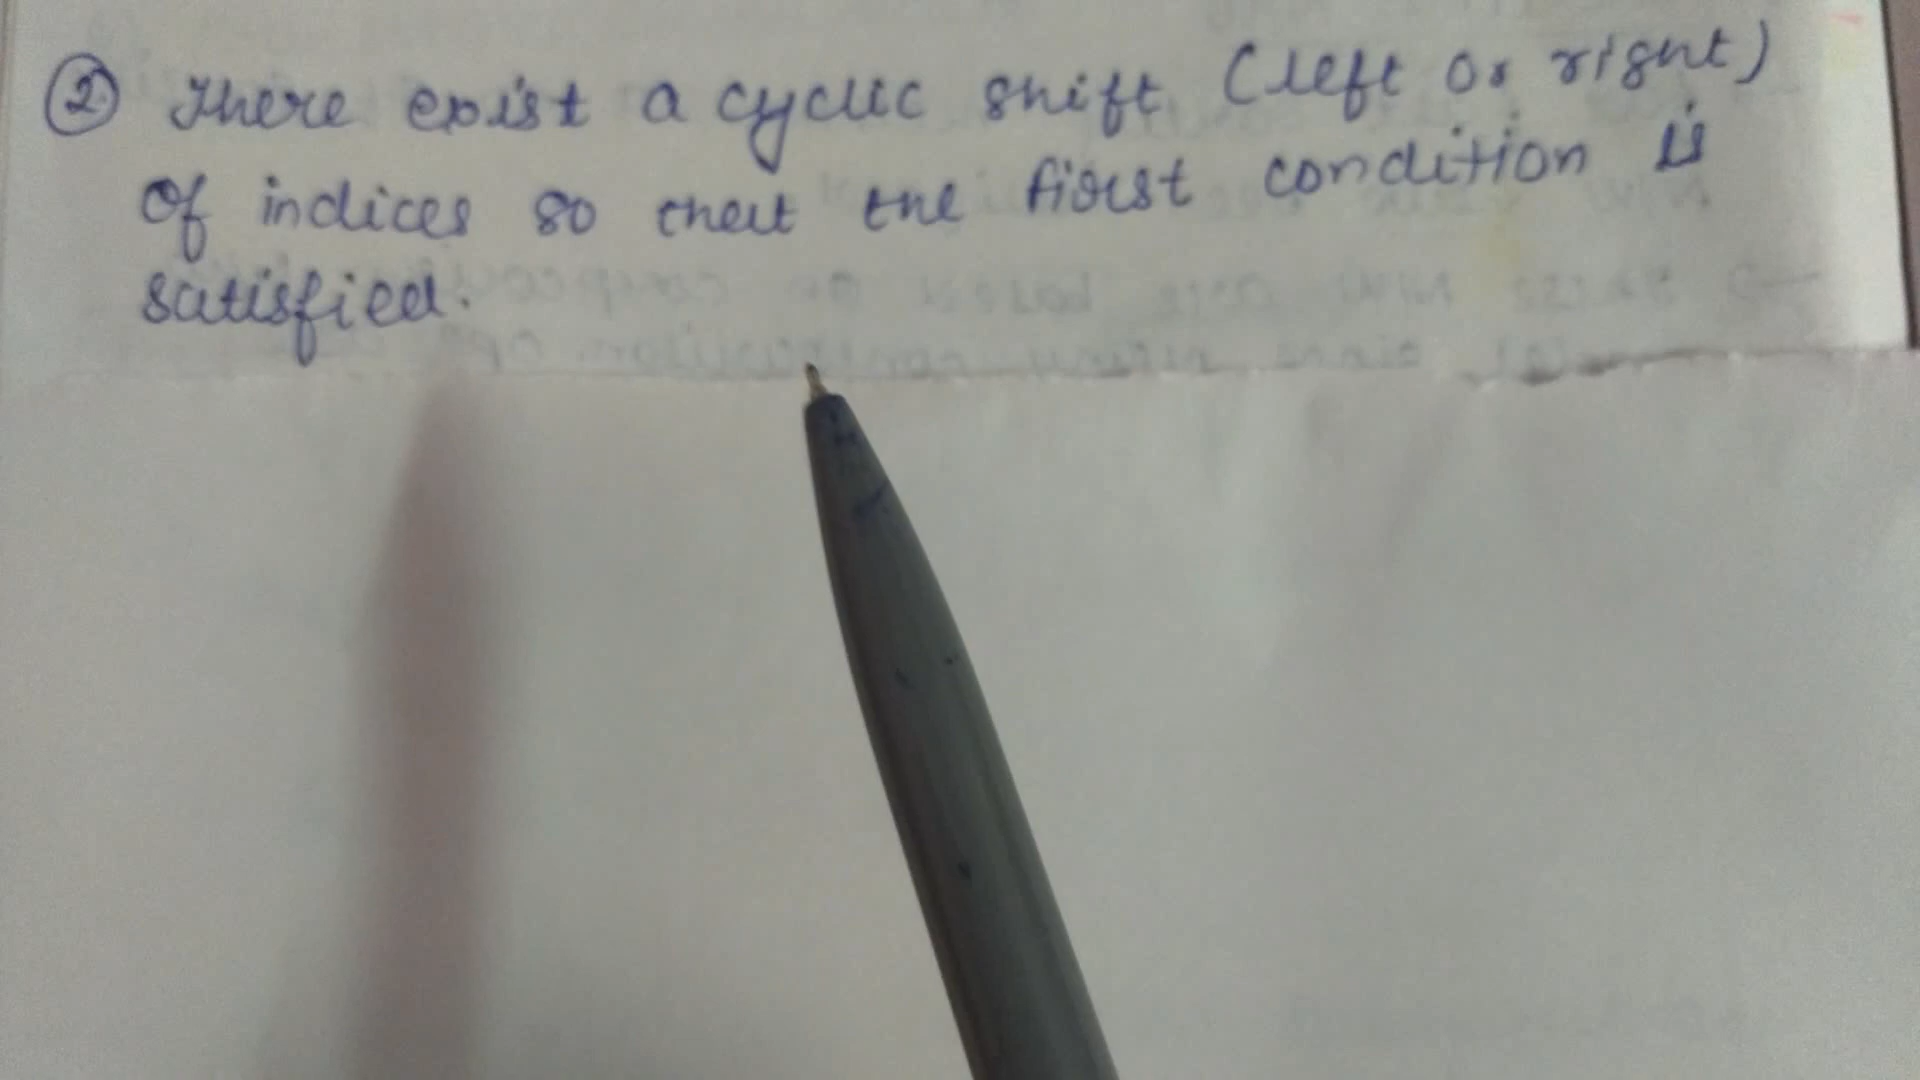 ② There exist a cyclic shift (left or right)
of indices so that the first condition is
satisfied.